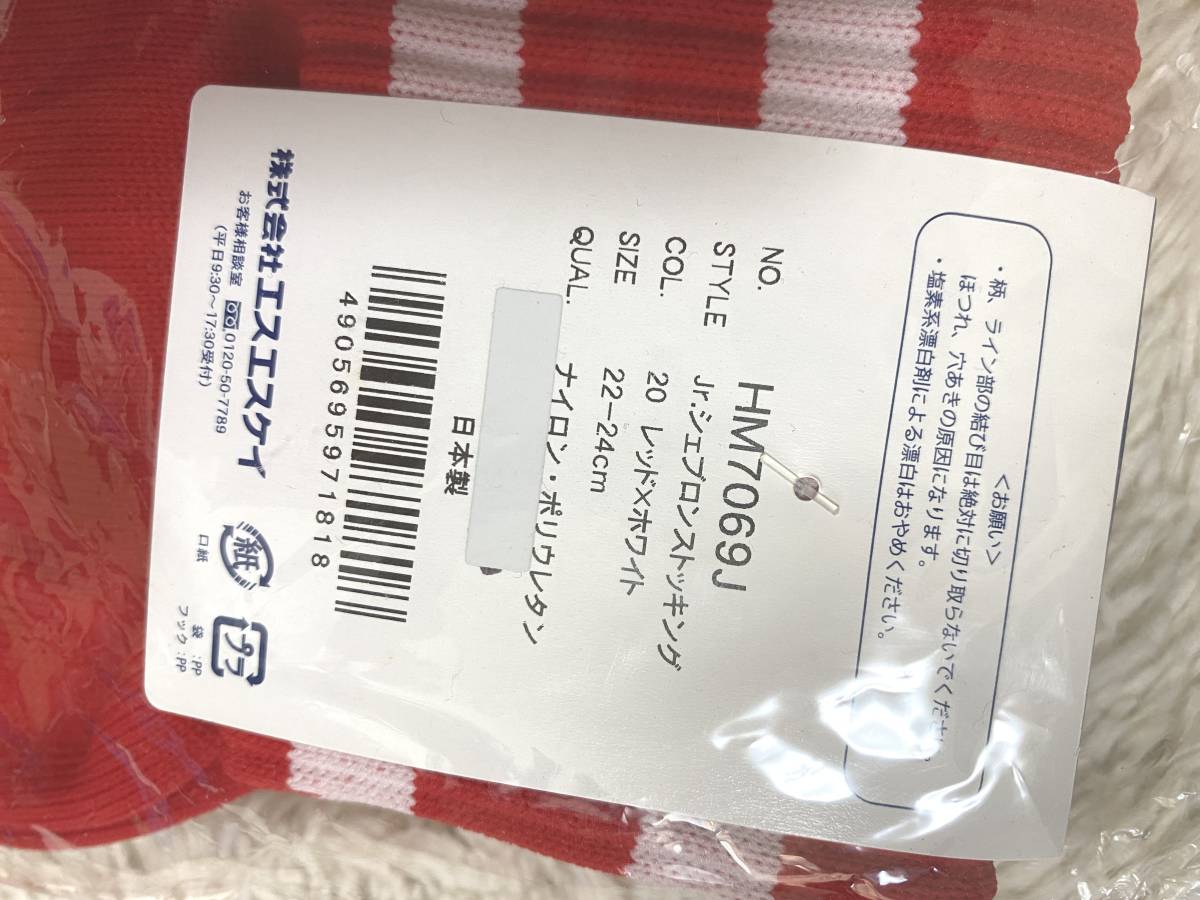 <お願い>
・柄、ライン部の結び目は絶対に切り取らないでください。
ほつれ、穴あきの原因になります。
・塩素系漂白剤による漂白はおやめください。
NO. HM7069J
STYLE Jr.シェブロンストッキング
COL. 20 レッド×ホワイト
SIZE 22-24cm
QUAL. ナイロン・ポリウレタン
日本製
4905695971818
株式会社エスエスケイ
お客様相談室 0120-50-7789
(平日9:30~17:30受付)
紙
口紙
プラ
袋 :PP
フック:PP